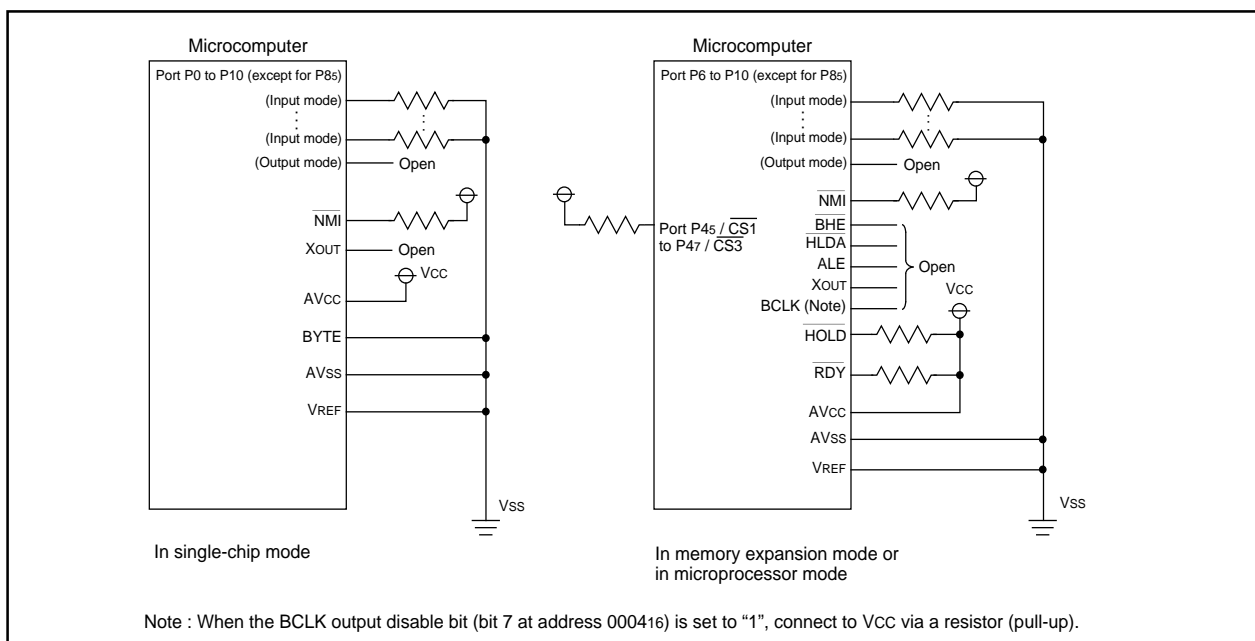 Microcomputer
Port P0 to P10 (except for P85)
(Input mode)
(Input mode)
(Output mode)
Open
NMI
XOUT
Open
VCC
AVCC
BYTE
AVSS
VREF
VSS
In single-chip mode
Microcomputer
Port P6 to P10 (except for P85)
(Input mode)
(Input mode)
(Output mode)
Open
NMI
Port P45 / CS1
to P47 / CS3
BHE
HLDA
ALE
Open
XOUT
VCC
BCLK (Note)
HOLD
RDY
AVCC
AVSS
VREF
VSS
In memory expansion mode or
in microprocessor mode
Note : When the BCLK output disable bit (bit 7 at address 000416) is set to “1”, connect to VCC via a resistor (pull-up).